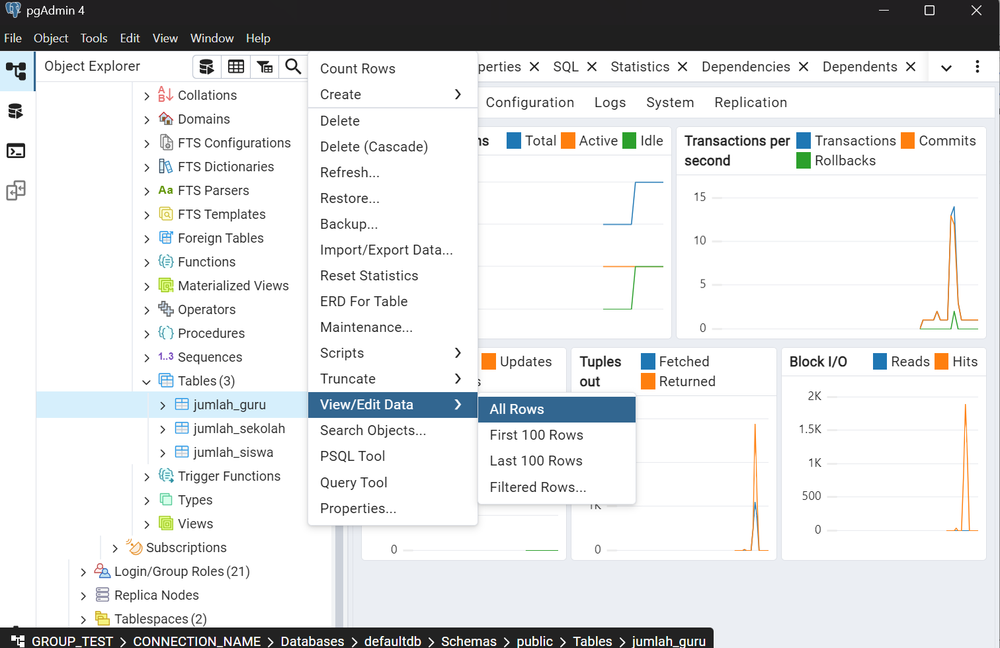 pgAdmin 4
File Object Tools Edit View Window Help
Object Explorer
Collations
Domains
FTS Configurations
FTS Dictionaries
Aa FTS Parsers
FTS Templates
Foreign Tables
Functions
Materialized Views
Operators
Procedures
1..3 Sequences
Tables (3)
jumlah_guru
jumlah_sekolah
jumlah_siswa
Trigger Functions
Types
Views
Subscriptions
Login/Group Roles (21)
Replica Nodes
Tablespaces (2)
Count Rows
Create
Delete
Delete (Cascade)
Refresh...
Restore...
Backup...
Import/Export Data...
Reset Statistics
ERD For Table
Maintenance...
Scripts
Truncate
View/Edit Data
Search Objects...
PSQL Tool
Query Tool
Properties...
All Rows
First 100 Rows
Last 100 Rows
Filtered Rows...
perties SQL Statistics Dependencies Dependents
Configuration Logs System Replication
ns Total Active Idle
Transactions per second
Transactions Commits
Rollbacks
15
10
5
0
Updates
s
0
Tuples out
Fetched
Returned
1K
0
Block I/O Reads Hits
2K
1.5K
1K
500
0
GROUP_TEST > CONNECTION_NAME > Databases > defaultdb > Schemas > public > Tables > jumlah_guru